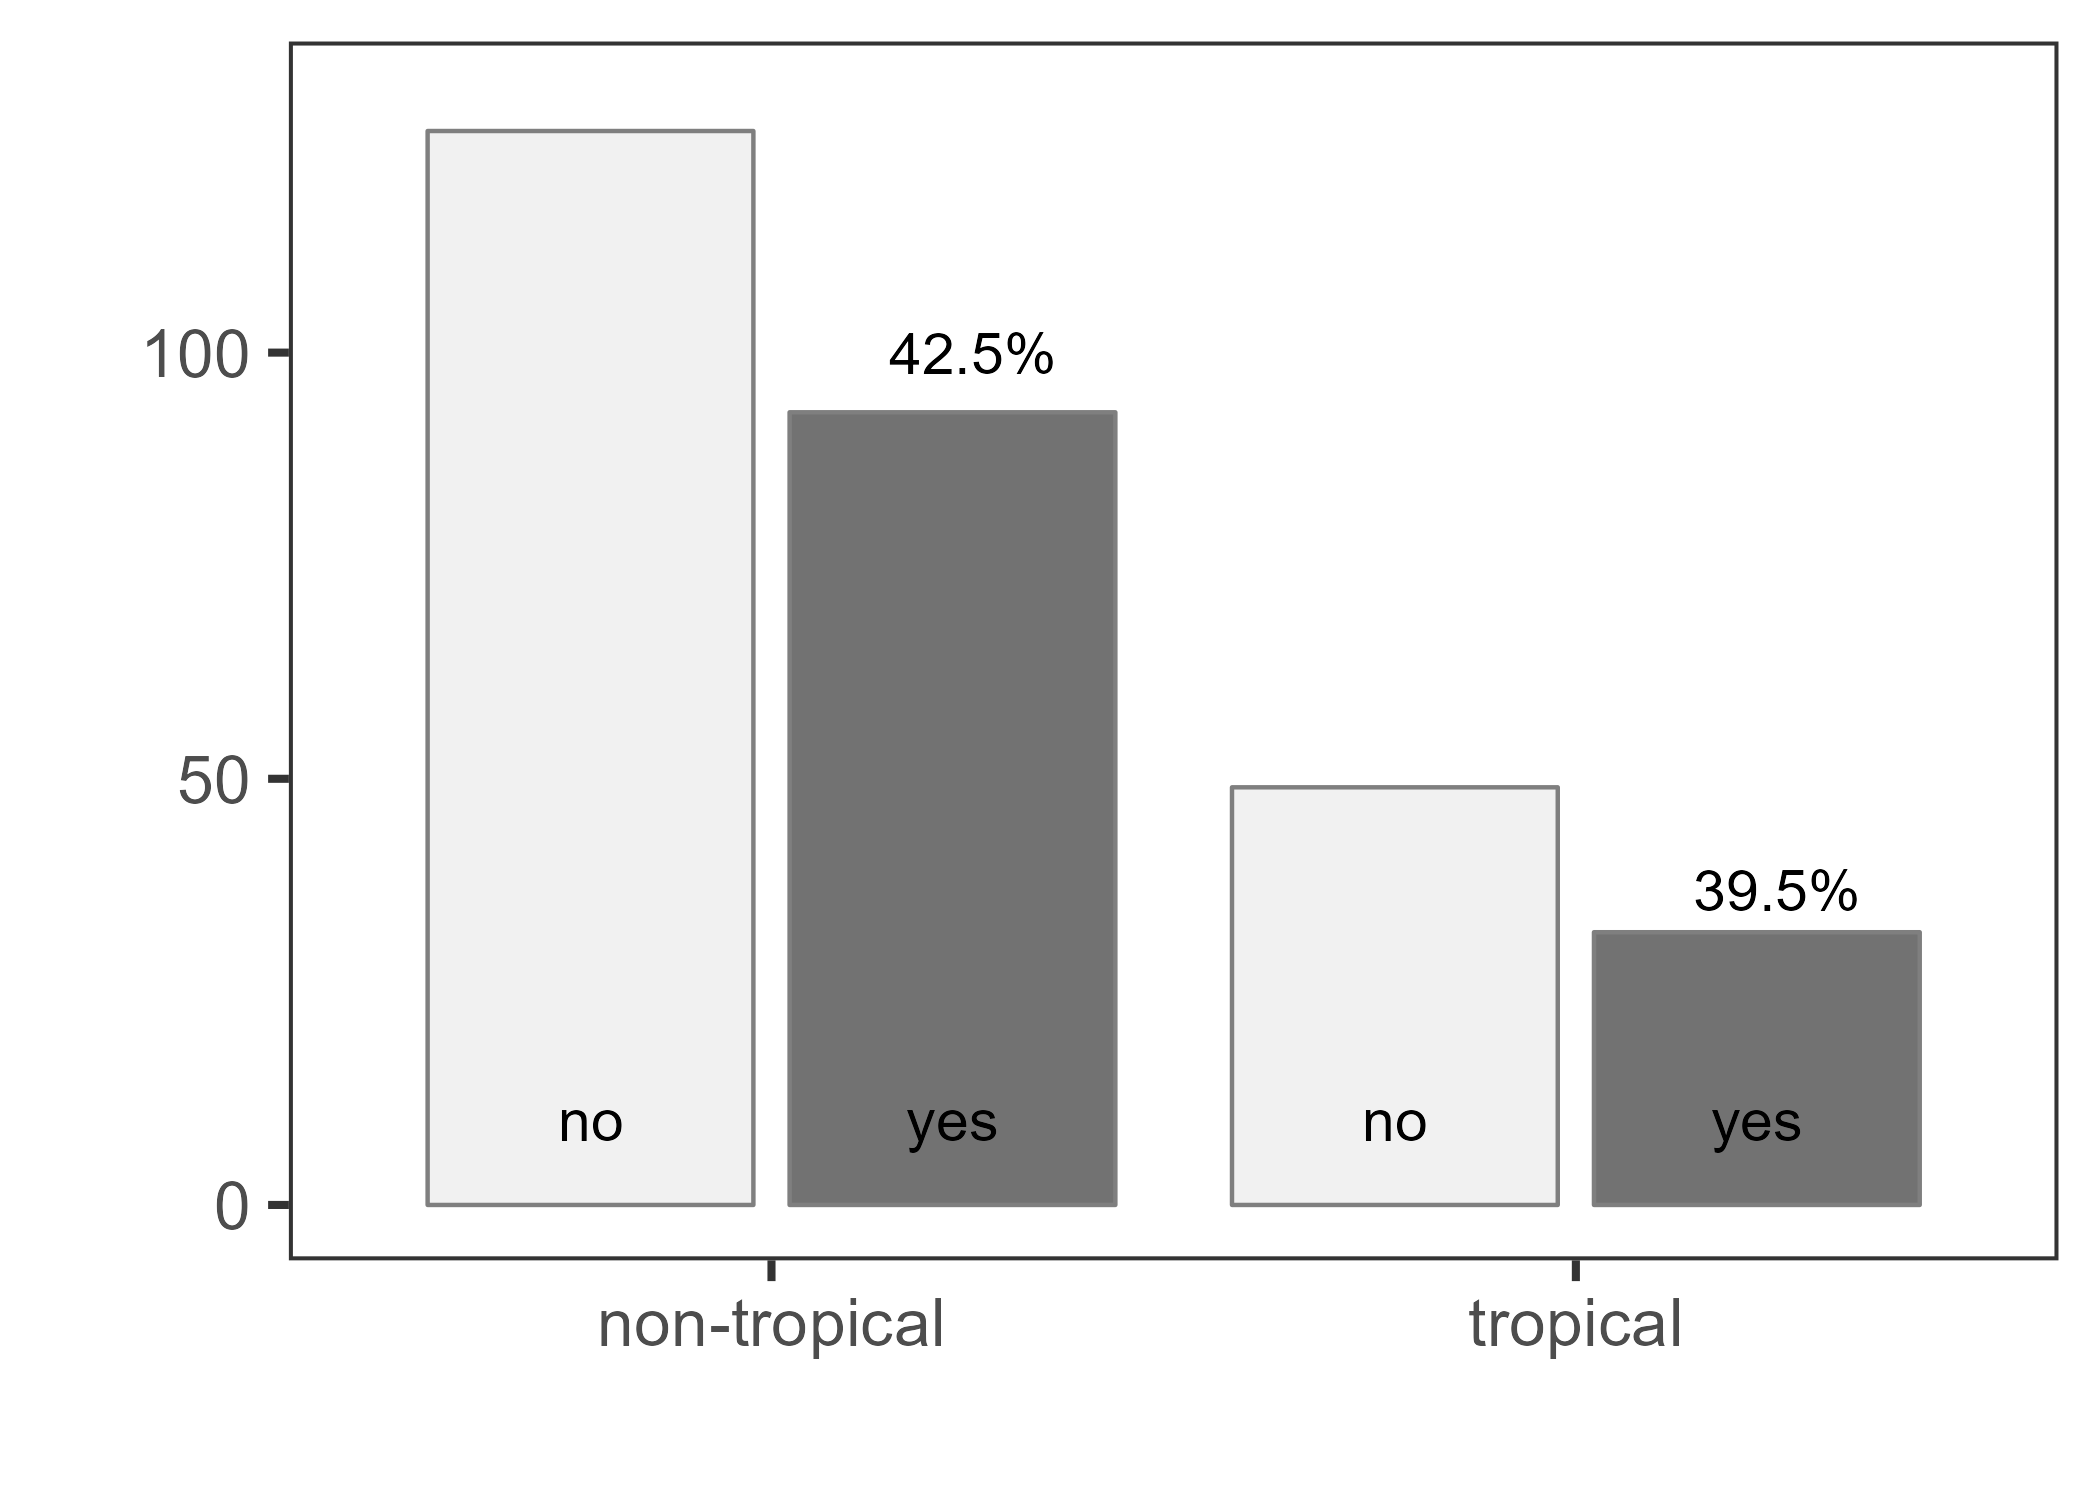 100
50
0
42.5%
39.5%
no
yes
no
yes
non-tropical
tropical